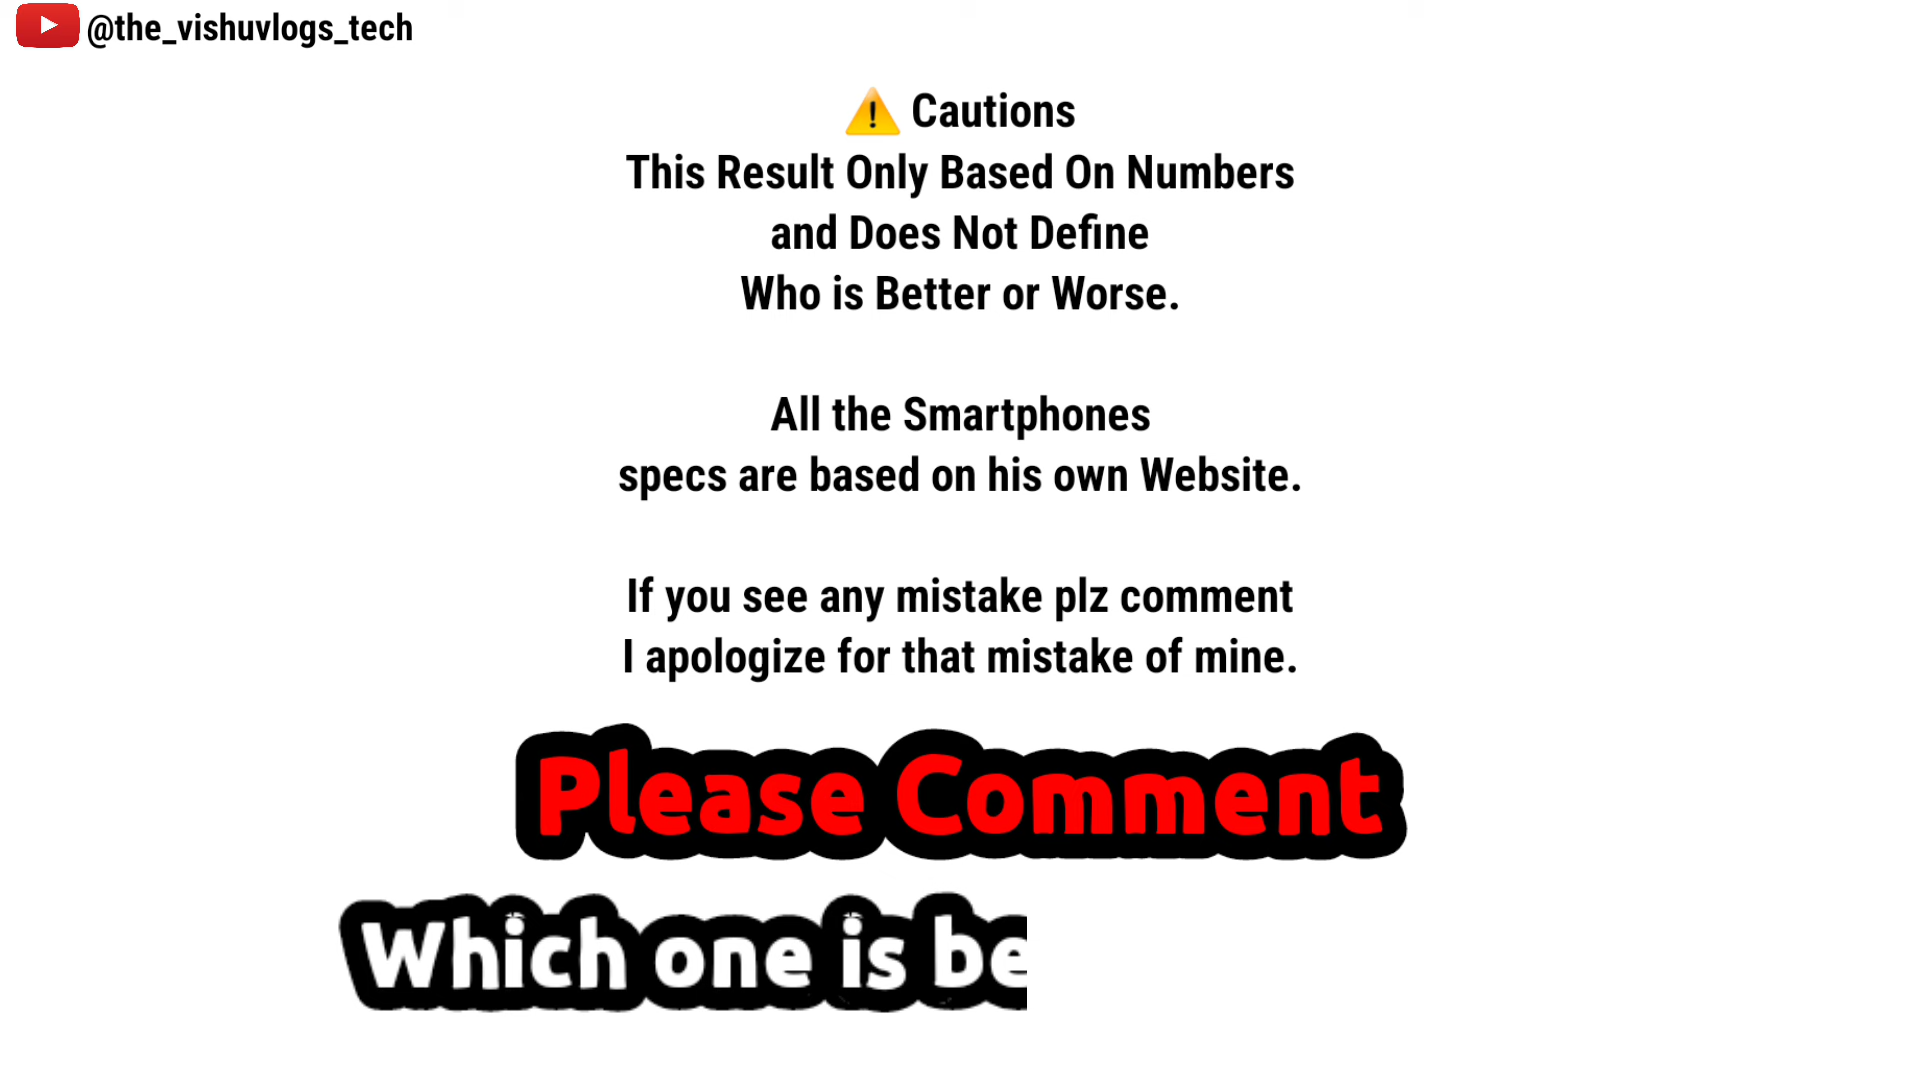 @the_vishuvlogs_tech
⚠️ Cautions
This Result Only Based On Numbers
and Does Not Define
Who is Better or Worse.
All the Smartphones
specs are based on his own Website.
If you see any mistake plz comment
I apologize for that mistake of mine.
Please Comment
Which one is be